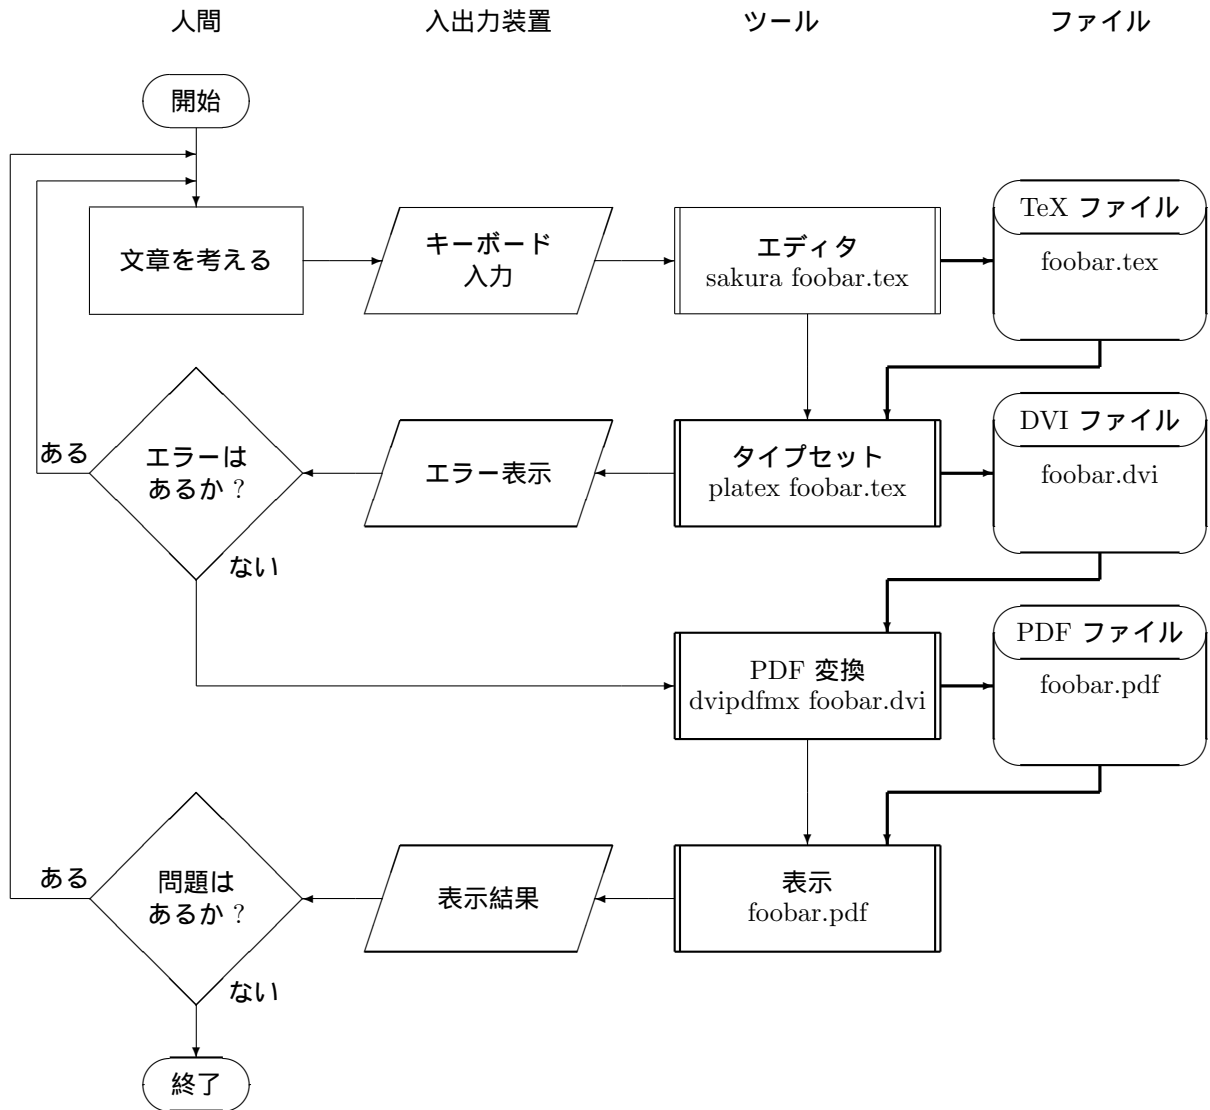 人間
入出力装置
ツール
ファイル
開始
文章を考える
キーボード
入力
エディタ
sakura foobar.tex
TeX ファイル
foobar.tex
ある
エラーは
あるか?
ない
エラー表示
タイプセット
platex foobar.tex
DVI ファイル
foobar.dvi
PDF 変換
dvipdfmx foobar.dvi
PDF ファイル
foobar.pdf
ある
問題は
あるか?
ない
表示結果
表示
foobar.pdf
終了